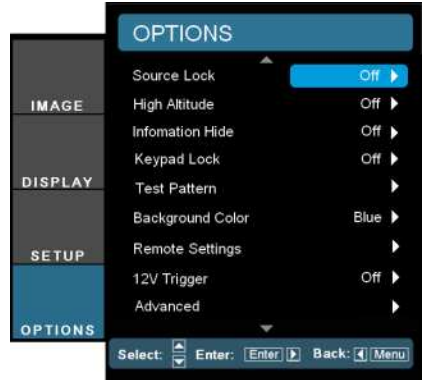 OPTIONS
Source Lock Off
High Altitude Off
Infomation Hide Off
Keypad Lock Off
Test Pattern
Background Color Blue
Remote Settings
12V Trigger Off
Advanced
IMAGE
DISPLAY
SETUP
OPTIONS
Select: Enter: Enter Back: Menu